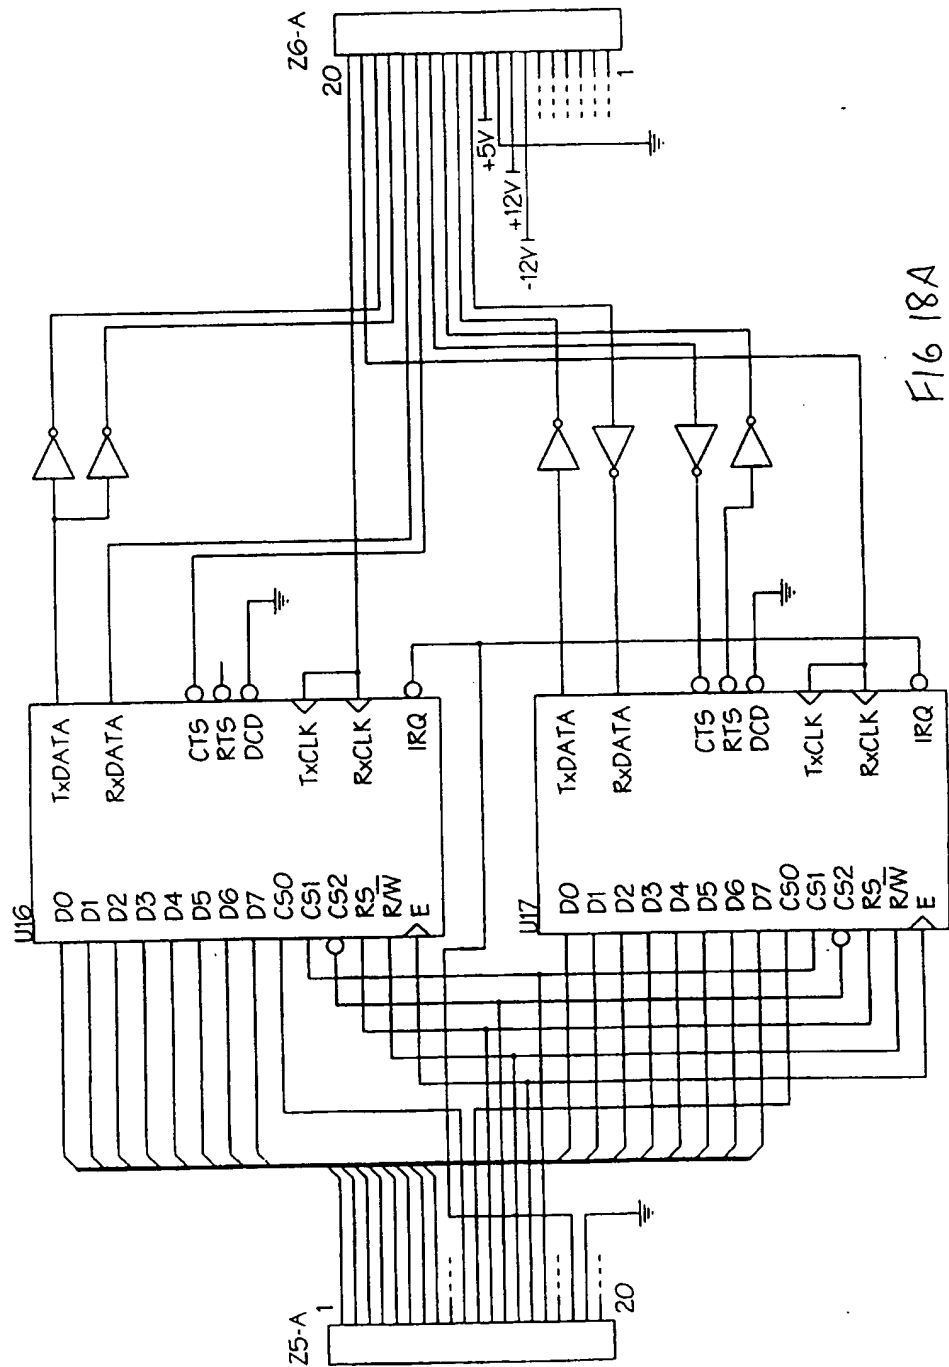 Z5-A
1
20
U16
D0
D1
D2
D3
D4
D5
D6
D7
CS0
CS1
CS2
RS
R/W̅
E
TxDATA
RxDATA
CTS
RTS
DCD
TxCLK
RxCLK
IRQ
U17
D0
D1
D2
D3
D4
D5
D6
D7
CS0
CS1
CS2
RS
R/W̅
E
TxDATA
RxDATA
CTS
RTS
DCD
TxCLK
RxCLK
IRQ
Z6-A
20
+5V
+12V
-12V
1
FIG 18A